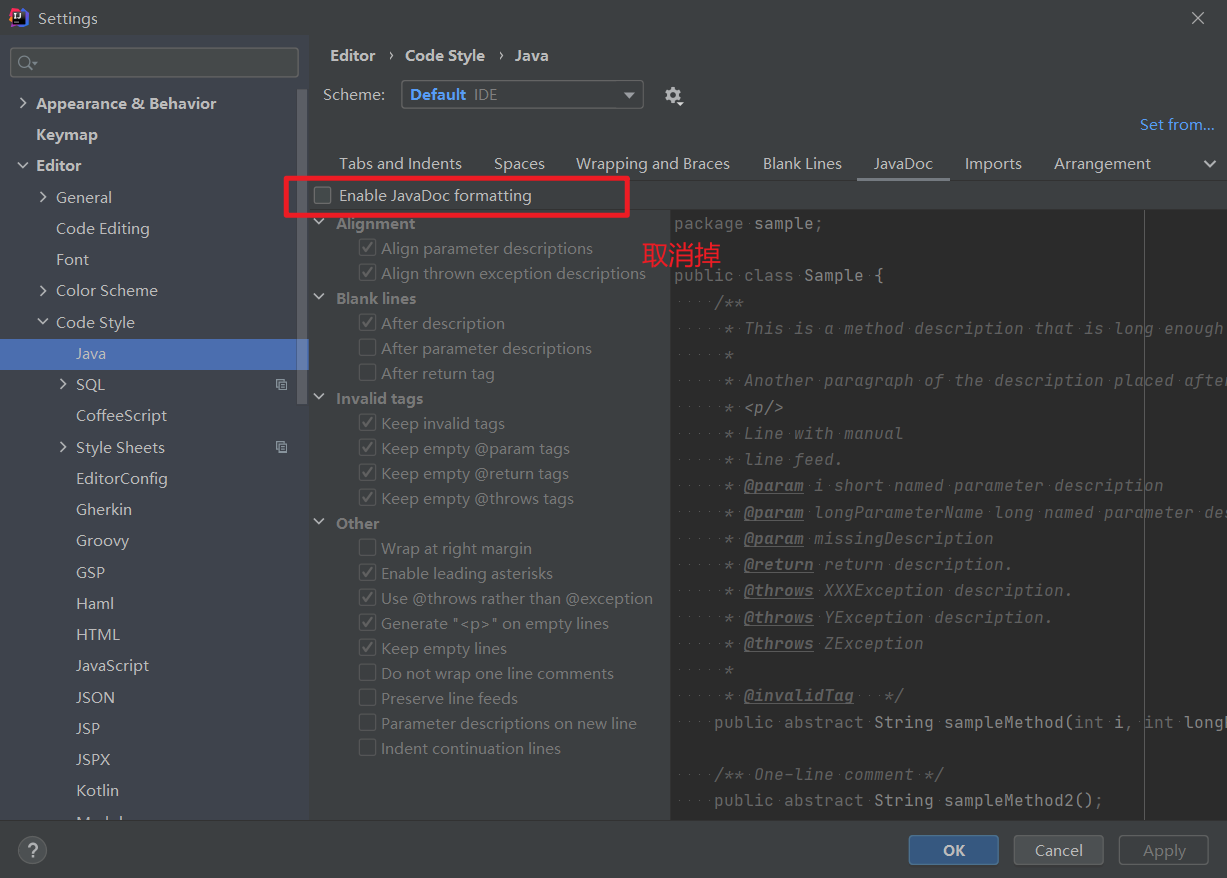 Settings
Editor › Code Style › Java
Appearance & Behavior
Keymap
Editor
General
Code Editing
Font
Color Scheme
Code Style
Java
SQL
CoffeeScript
Style Sheets
EditorConfig
Gherkin
Groovy
GSP
Haml
HTML
JavaScript
JSON
JSP
JSPX
Kotlin
Scheme: Default IDE
Set from...
Tabs and Indents Spaces Wrapping and Braces Blank Lines JavaDoc Imports Arrangement
Enable JavaDoc formatting
取消掉
Alignment
Align parameter descriptions
Align thrown exception descriptions
Blank lines
After description
After parameter descriptions
After return tag
Invalid tags
Keep invalid tags
Keep empty @param tags
Keep empty @return tags
Keep empty @throws tags
Other
Wrap at right margin
Enable leading asterisks
Use @throws rather than @exception
Generate "<p>" on empty lines
Keep empty lines
Do not wrap one line comments
Preserve line feeds
Parameter descriptions on new line
Indent continuation lines
package sample;
public class Sample {
/**
* This is a method description that is long enough
*
* Another paragraph of the description placed after
* <p/>
* Line with manual
* line feed.
* @param i short named parameter description
* @param longParameterName long named parameter
* @param missingDescription
* @return return description.
* @throws XXXException description.
* @throws YException description.
* @throws ZException
*
* @invalidTag */
public abstract String sampleMethod(int i, int
/** One-line comment */
public abstract String sampleMethod2();
?
OK Cancel Apply